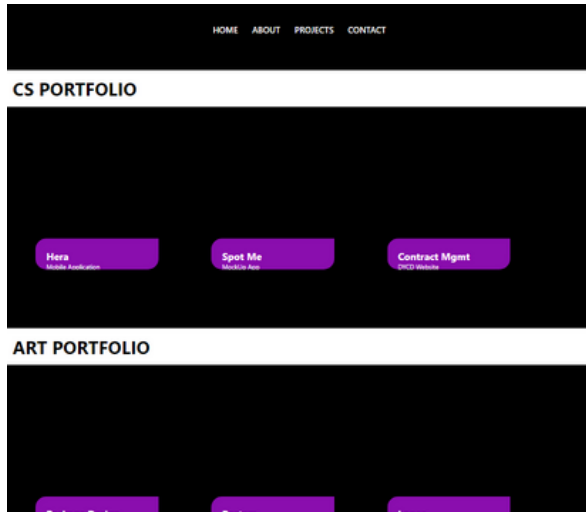 HOME ABOUT PROJECTS CONTACT
CS PORTFOLIO
Hera Spot Me Contract Mgmt
Mobile Application MockUp App DYCD Website
ART PORTFOLIO